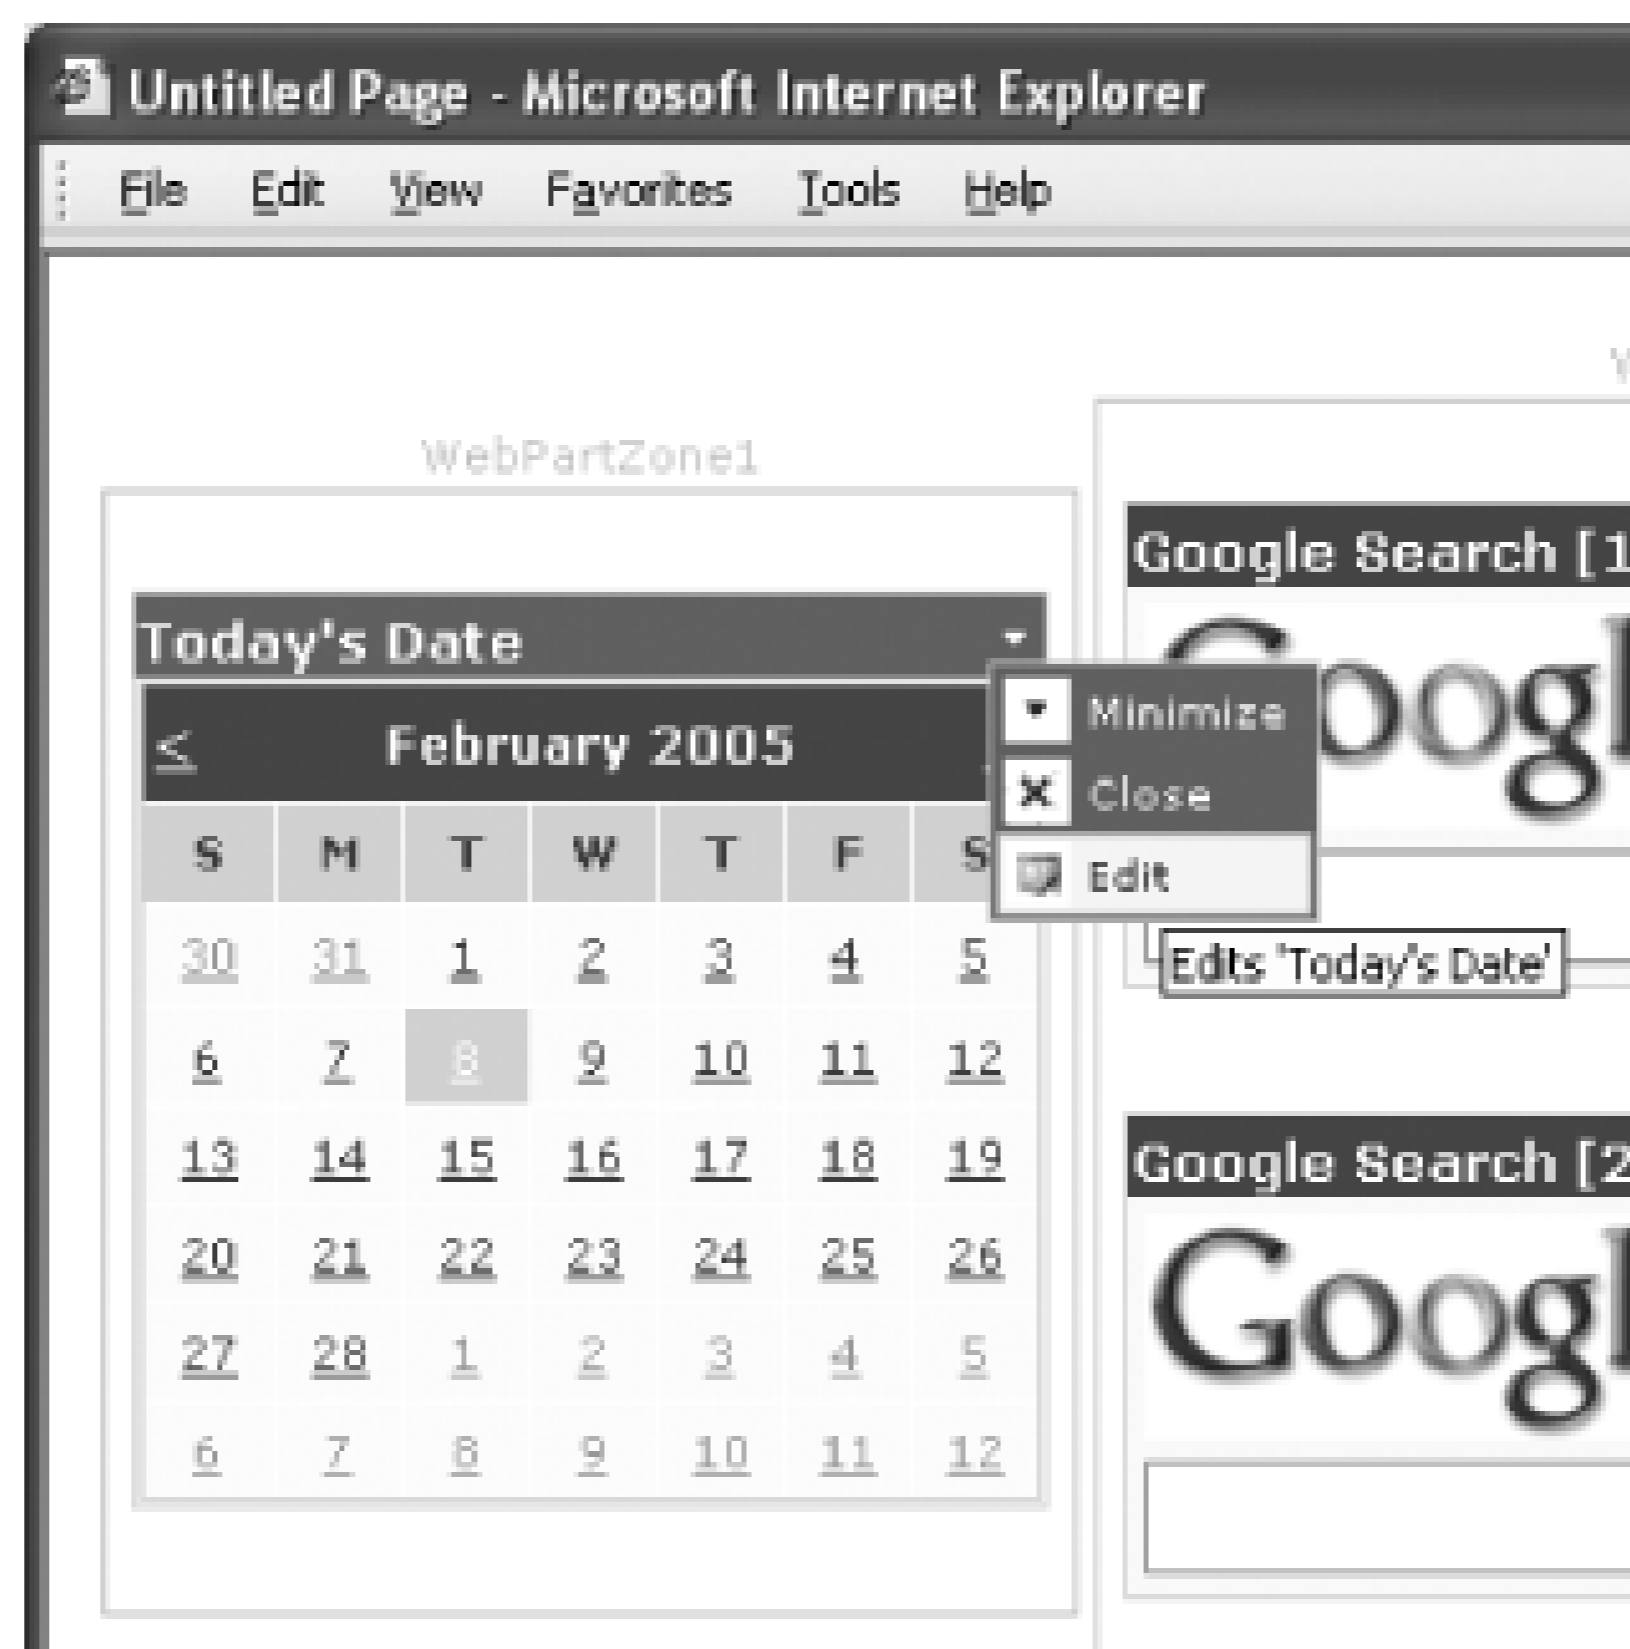 Untitled Page - Microsoft Internet Explorer
File Edit View Favorites Tools Help
WebPartZone1
Google Search [1
Today's Date
Minimize
Close
Edit
Edits 'Today's Date'
< February 2005
S M T W T F S
30 31 1 2 3 4 5
6 7 8 9 10 11 12
13 14 15 16 17 18 19
20 21 22 23 24 25 26
27 28 1 2 3 4 5
6 7 8 9 10 11 12
Google Search [2
Goog